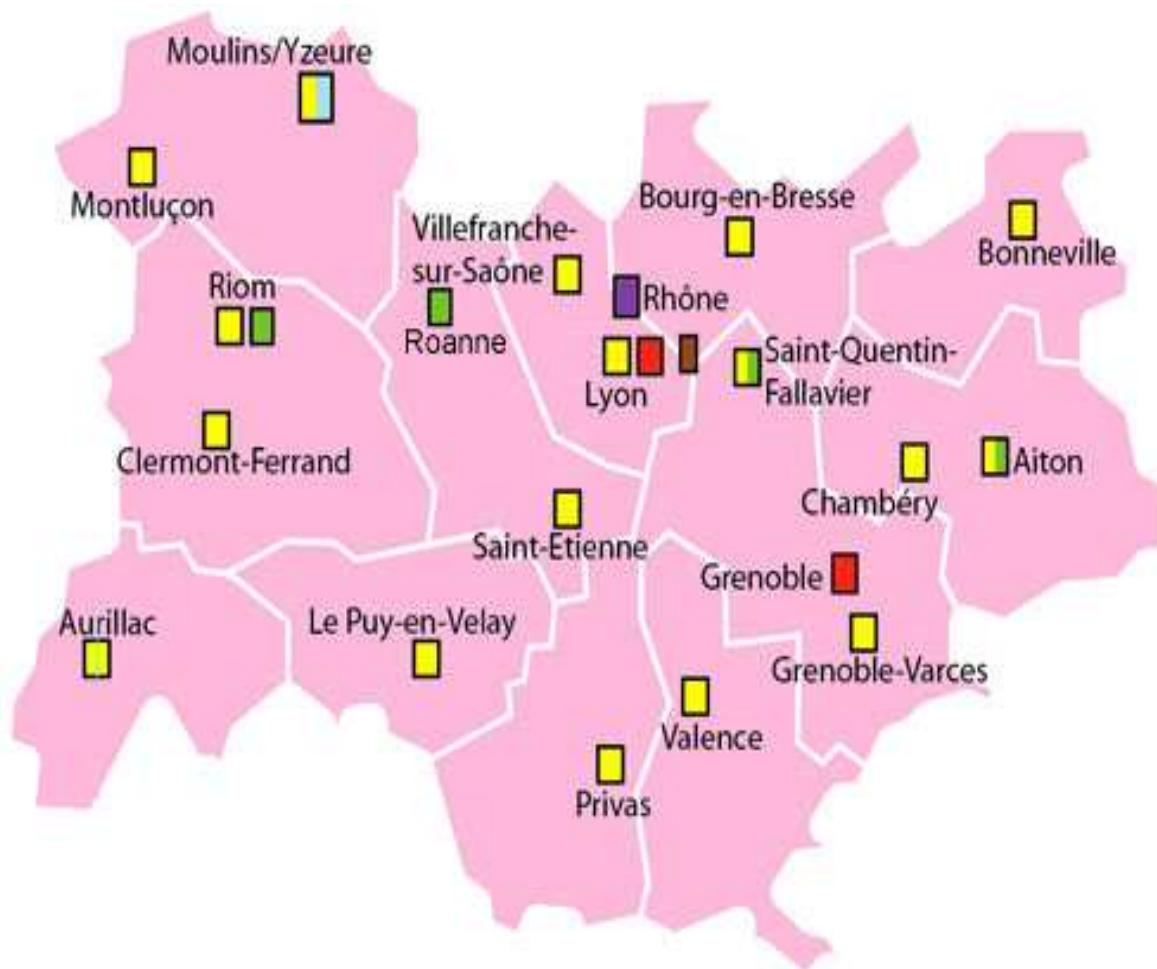 Moulins/Yzeure
Montluçon
Bourg-en-Bresse
Villefranche-
sur-Saône
Bonneville
Riom
Rhône
Roanne
Lyon
Saint-Quentin-
Fallavier
Clermont-Ferrand
Aiton
Chambéry
Saint-Etienne
Grenoble
Aurillac
Le Puy-en-Velay
Grenoble-Varces
Valence
Privas